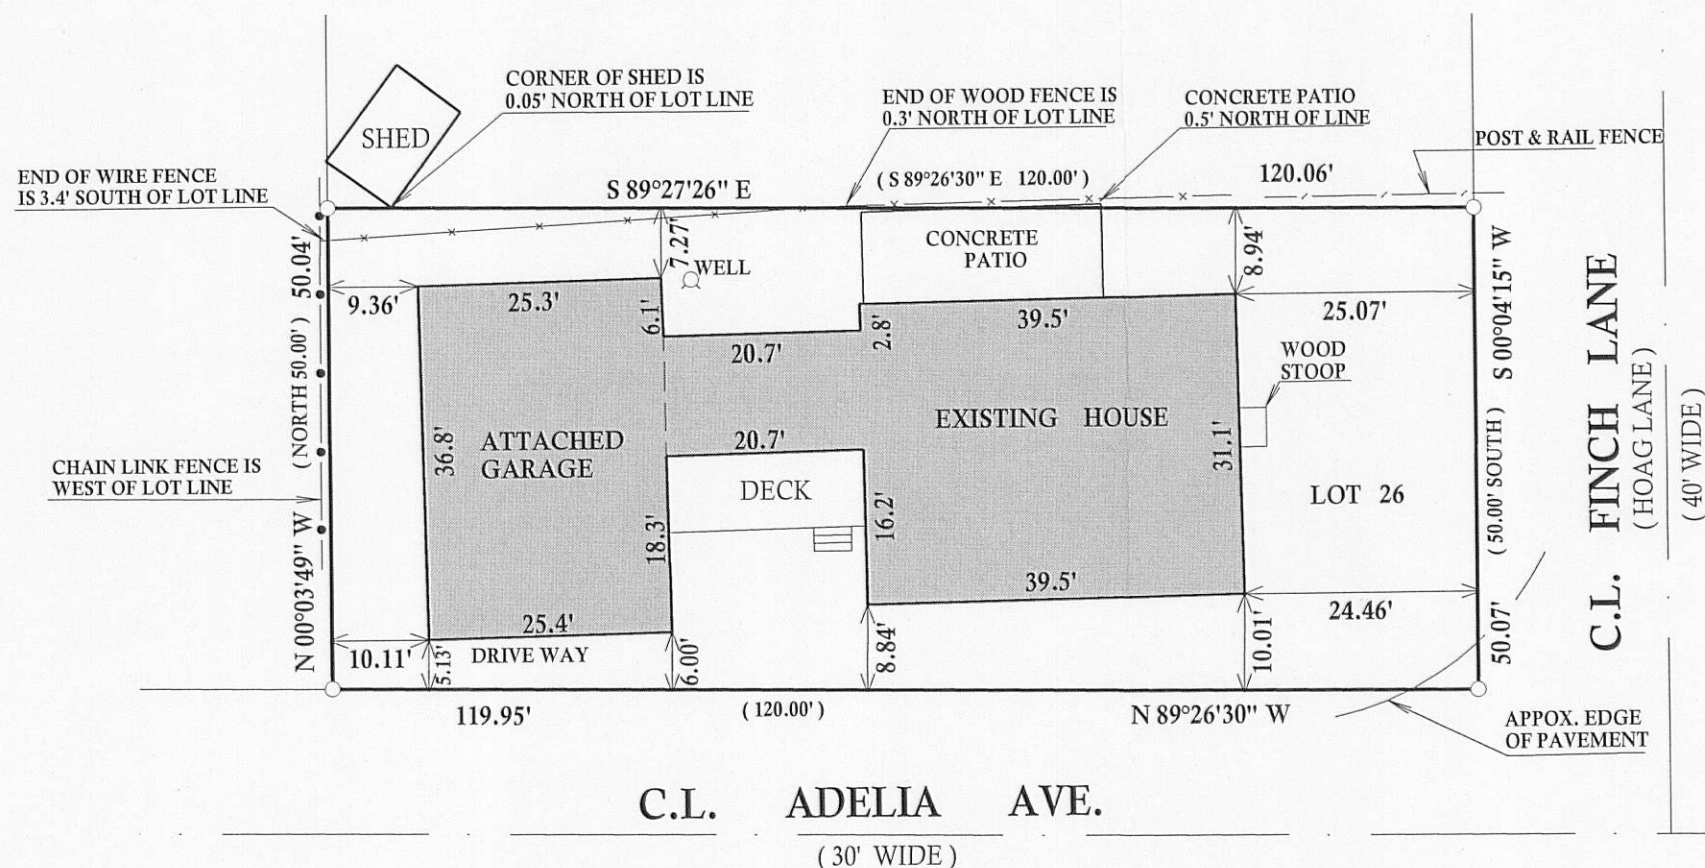 CORNER OF SHED IS
0.05' NORTH OF LOT LINE
END OF WOOD FENCE IS
0.3' NORTH OF LOT LINE
CONCRETE PATIO
0.5' NORTH OF LINE
POST & RAIL FENCE
SHED
END OF WIRE FENCE
IS 3.4' SOUTH OF LOT LINE
S 89°27'26" E
( S 89°26'30" E 120.00' )
120.06'
50.04'
( NORTH 50.00' )
N 00°03'49" W
7.27'
WELL
CONCRETE
PATIO
8.94'
S 00°04'15" W
9.36'
25.3'
6.1'
2.8'
39.5'
25.07'
20.7'
WOOD
STOOP
C.L. FINCH LANE
( HOAG LANE )
( 40' WIDE )
36.8'
ATTACHED
GARAGE
20.7'
EXISTING HOUSE
31.1'
CHAIN LINK FENCE IS
WEST OF LOT LINE
DECK
LOT 26
( 50.00' SOUTH )
18.3'
16.2'
39.5'
25.4'
24.46'
10.11'
5.13'
DRIVE WAY
6.00'
8.84'
10.01'
50.07'
119.95'
( 120.00' )
N 89°26'30" W
APPOX. EDGE
OF PAVEMENT
C.L. ADELIA AVE.
( 30' WIDE )